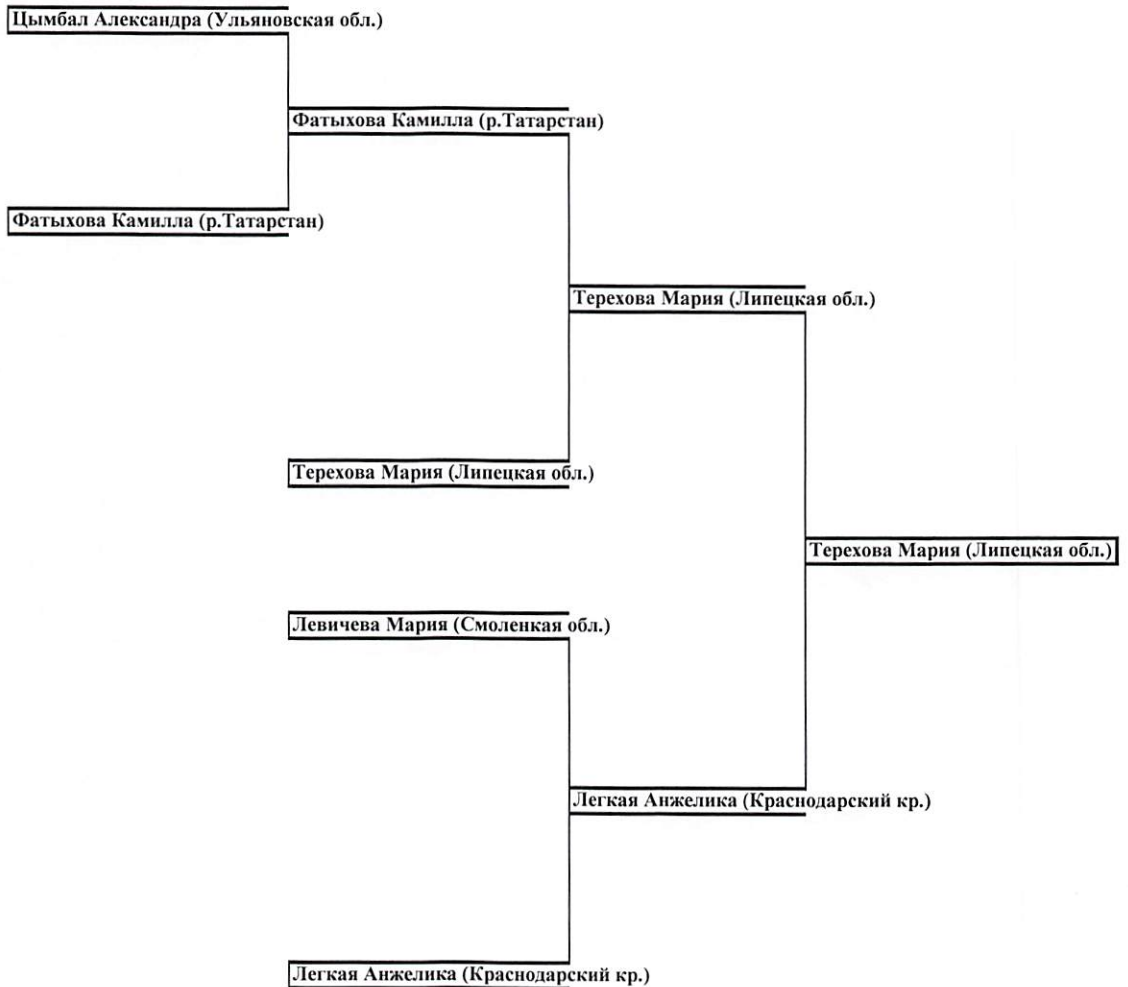 Цымбал Александра (Ульяновская обл.)
Фатыхова Камилла (р.Татарстан)
Фатыхова Камилла (р.Татарстан)
Терехова Мария (Липецкая обл.)
Терехова Мария (Липецкая обл.)
Терехова Мария (Липецкая обл.)
Левичева Мария (Смоленкая обл.)
Легкая Анжелика (Краснодарский кр.)
Легкая Анжелика (Краснодарский кр.)